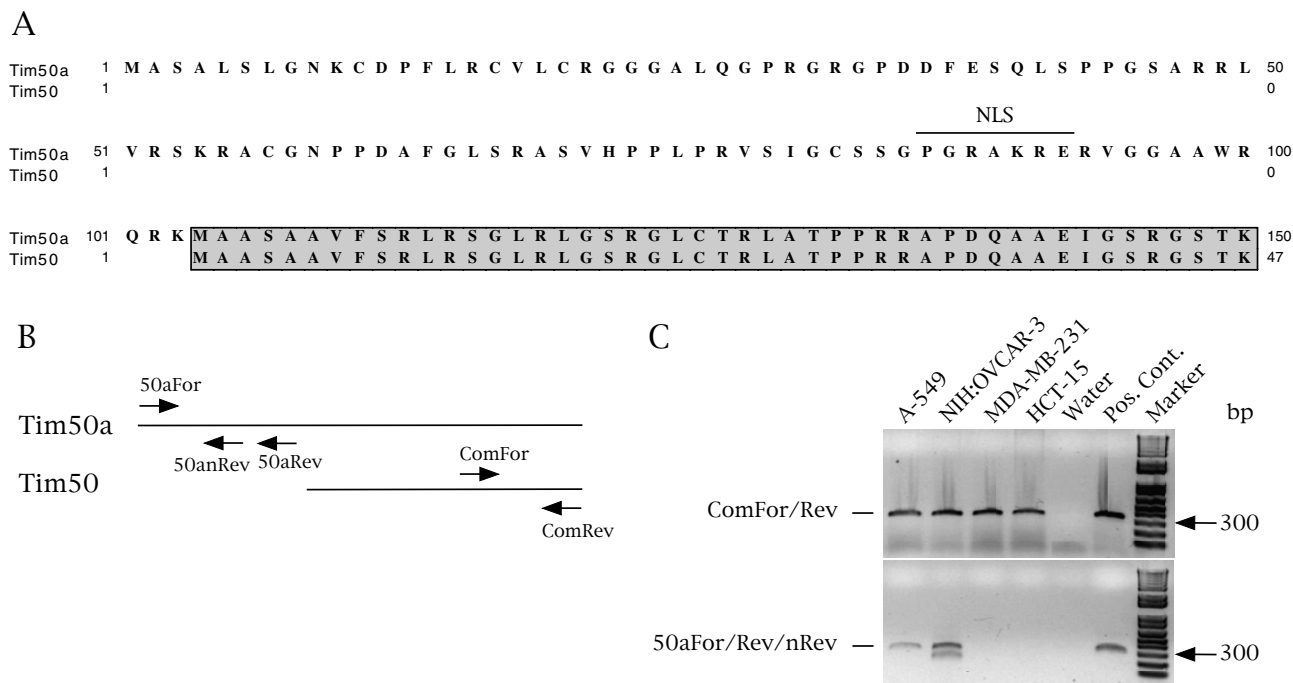 A
Tim50a 1 M A S A L S L G N K C D P F L R C V L C R G G G A L Q G P R G R G P D D F E S Q L S P P G S A R R L 50
Tim50 1 0
NLS
Tim50a 51 V R S K R A C G N P P D A F G L S R A S V H P P L P R V S I G C S S G P G R A K R E R V G G A A W R 100
Tim50 1 0
Tim50a 101 Q R K M A A S A A V F S R L R S G L R L G S R G L C T R L A T P P R R A P D Q A A E I G S R G S T K 150
Tim50 1 M A A S A A V F S R L R S G L R L G S R G L C T R L A T P P R R A P D Q A A E I G S R G S T K 47
B
50aFor
Tim50a
50anRev 50aRev
ComFor
Tim50
ComRev
C
A-549 NIH:OVCAR-3 MDA-MB-231 HCT-15 Water Pos. Cont. Marker bp
ComFor/Rev 300
50aFor/Rev/nRev 300